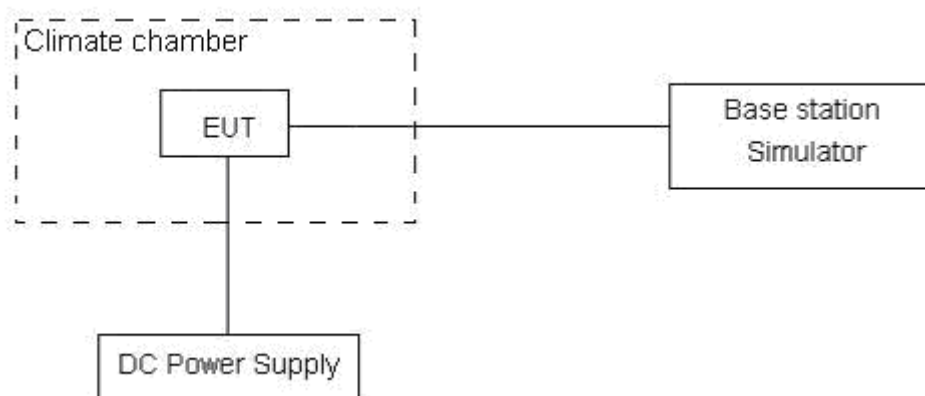 Climate chamber
EUT
Base station
Simulator
DC Power Supply